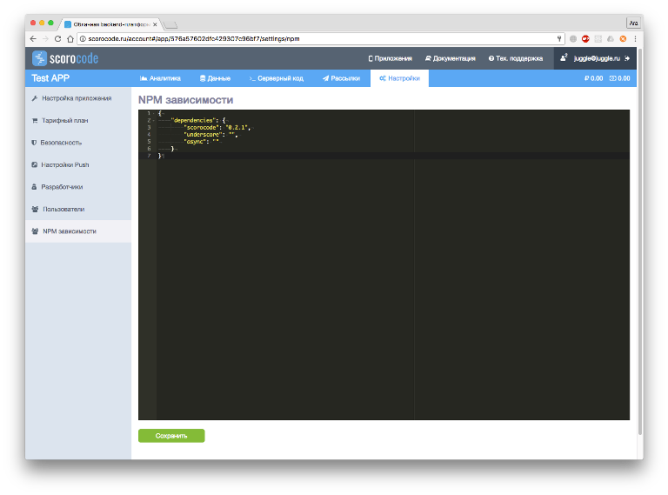 Облачная backend-платформа
Ara
scorocode.ru/account#/app/576a57602dfc429307c96bf7/settings/npm
scorocode
Приложения
Документация
Тех. поддержка
juggle@juggle.ru
Test APP
Аналитика
Данные
Серверный код
Рассылки
Настройки
₽ 0.00
0.00
Настройка приложения
Тарифный план
Безопасность
Настройки Push
Разработчики
Пользователи
NPM зависимости
NPM зависимости
1 {
2 "dependencies": {
3 "scorocode": "0.2.1",
4 "underscore": "",
5 "async": ""
6 }
7 }
Сохранить